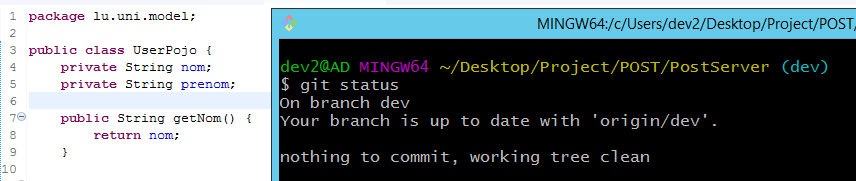 1 package lu.uni.model;
2
3 public class UserPojo {
4 private String nom;
5 private String prenom;
6
7 public String getNom() {
8 return nom;
9 }
10
MINGW64:/c/Users/dev2/Desktop/Project/POST/
dev2@AD MINGW64 ~/Desktop/Project/POST/PostServer (dev)
$ git status
On branch dev
Your branch is up to date with 'origin/dev'.
nothing to commit, working tree clean